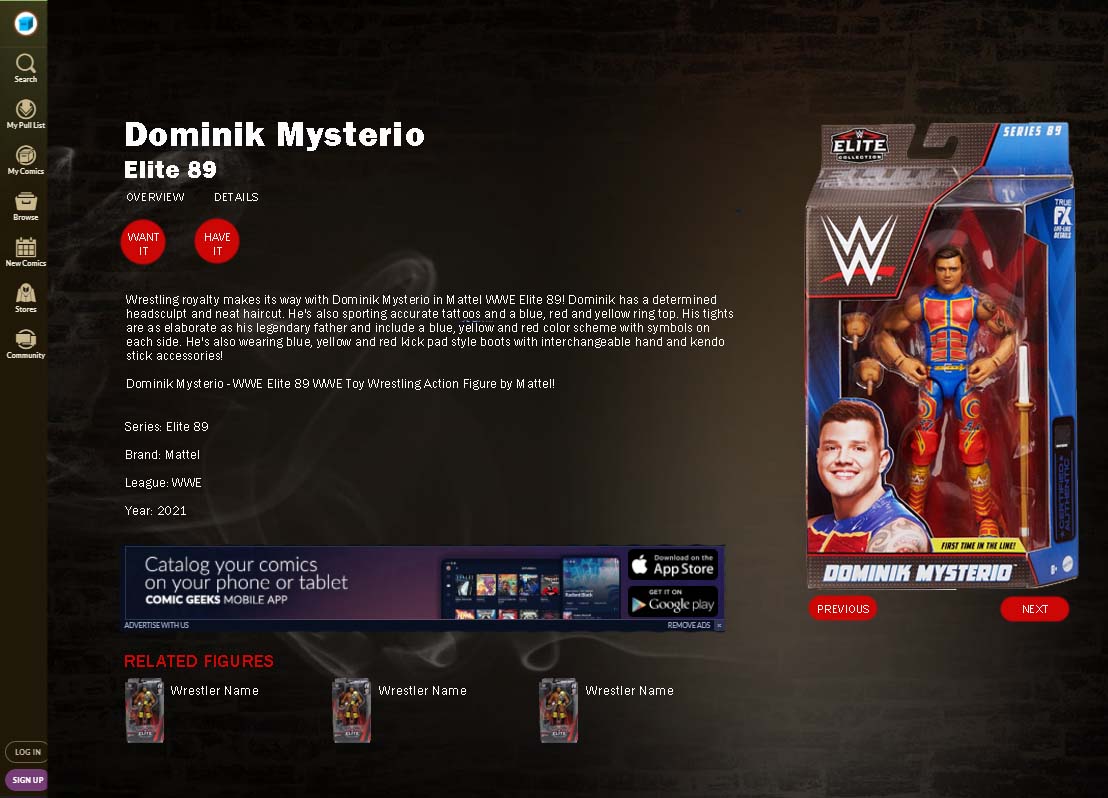 Search
My Pull List
My Comics
Browse
New Comics
Stores
Community
LOG IN
SIGN UP
Dominik Mysterio
Elite 89
OVERVIEW DETAILS
WANT
IT
HAVE
IT
Wrestling royalty makes its way with Dominik Mysterio in Mattel WWE Elite 89! Dominik has a determined
headsculpt and neat haircut. He's also sporting accurate tattoos and a blue, red and yellow ring top. His tights
are as elaborate as his legendary father and include a blue, yellow and red color scheme with symbols on
each side. He's also wearing blue, yellow and red kick pad style boots with interchangeable hand and kendo
stick accessories!
Dominik Mysterio - WWE Elite 89 WWE Toy Wrestling Action Figure by Mattel!
Series: Elite 89
Brand: Mattel
League: WWE
Year: 2021
Catalog your comics
on your phone or tablet
COMIC GEEKS MOBILE APP
Download on the
App Store
GET IT ON
Google play
ADVERTISE WITH US
REMOVE ADS
RELATED FIGURES
Wrestler Name
Wrestler Name
Wrestler Name
ELITE
COLLECTION
SERIES 89
ELITE
W
TRUE
FX
LIFE-LIKE
DETAILS
CERTIFIED
AUTHENTIC
FIRST TIME IN THE LINE!
DOMINIK MYSTERIO
8+
PREVIOUS
NEXT